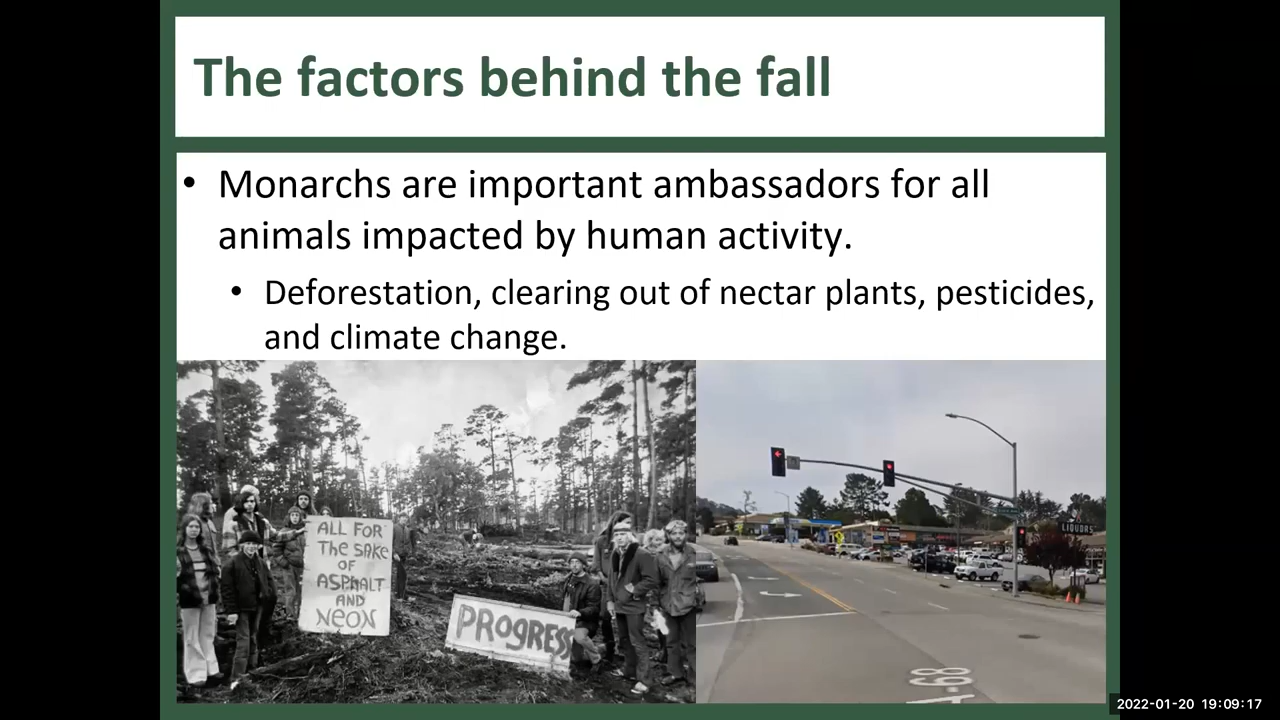 The factors behind the fall
• Monarchs are important ambassadors for all
animals impacted by human activity.
• Deforestation, clearing out of nectar plants, pesticides,
and climate change.
ALL FOR
The SAKE
OF
ASPHALT
AND
NEON
PROGRESS
LIQUORS
A-68
2022-01-20 19:09:17